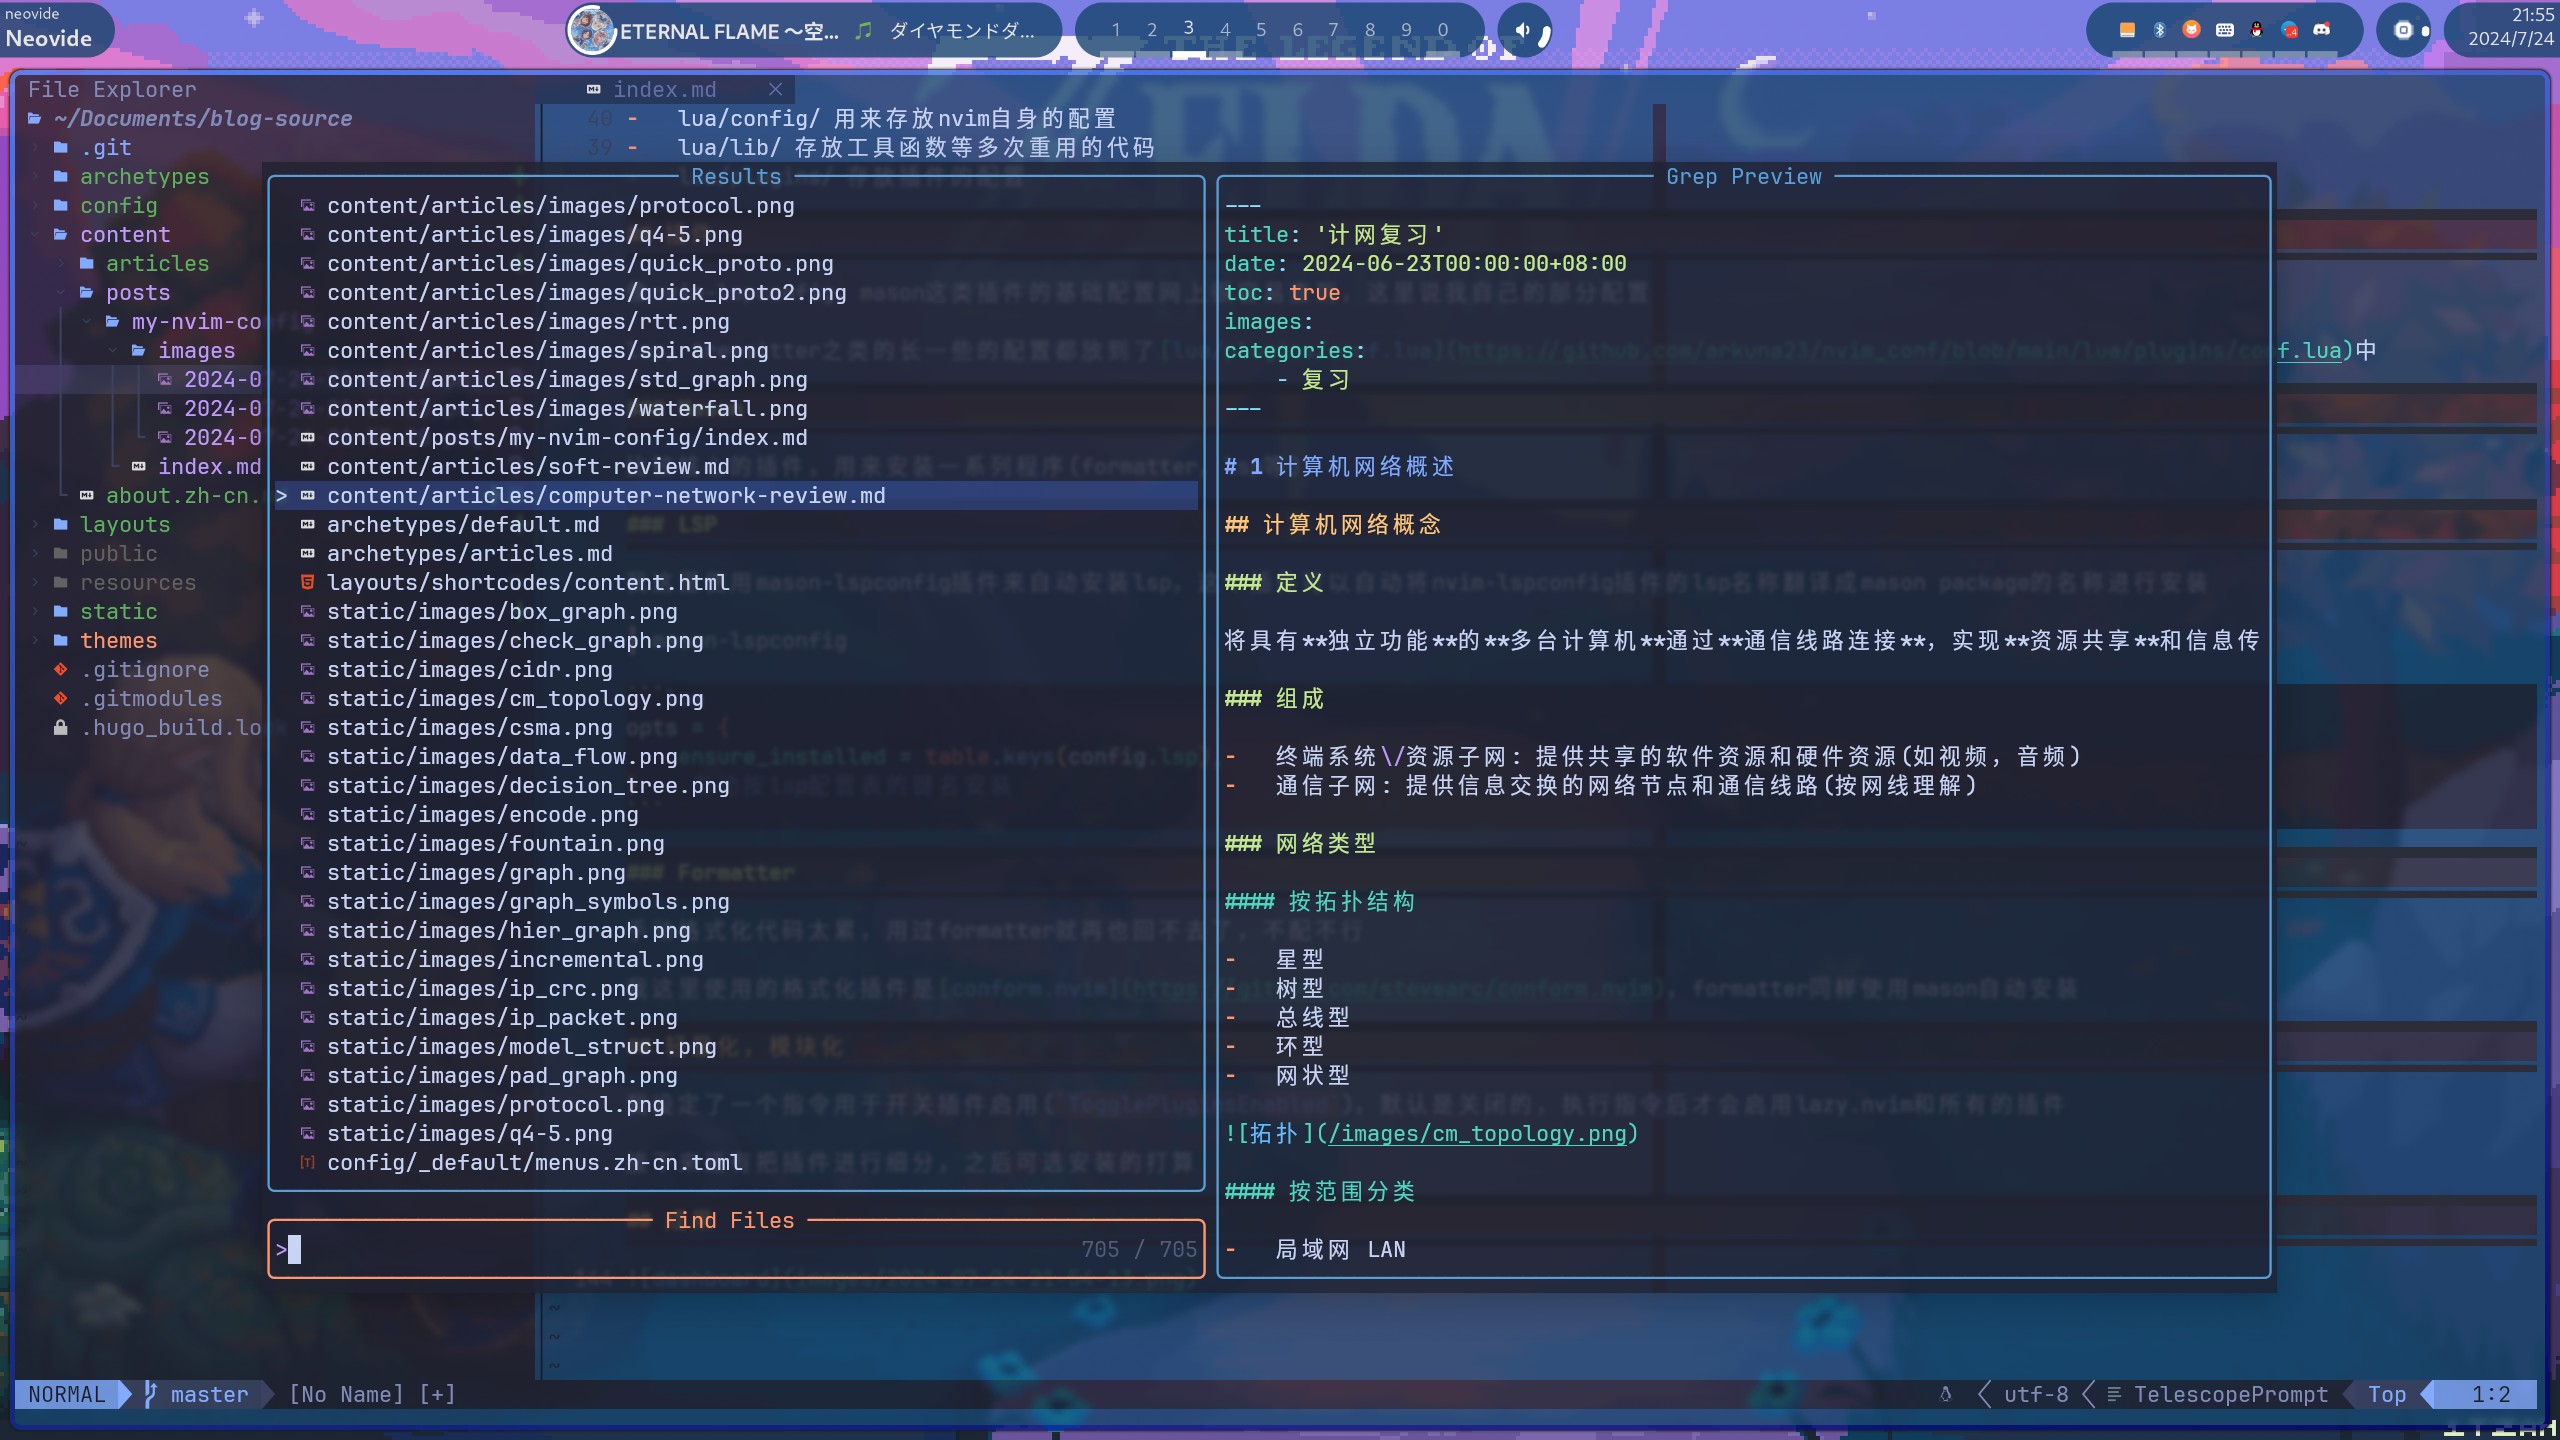 neovide
Neovide
ETERNAL FLAME ～空... ダイヤモンドダ...
1 2 3 4 5 6 7 8 9 0
21:55
2024/7/24
File Explorer
~/Documents/blog-source
.git
archetypes
config
content
articles
posts
my-nvim-co
images
2024-0
2024-0
2024-0
index.md
about.zh-cn.
layouts
public
resources
static
themes
.gitignore
.gitmodules
.hugo_build.lo
index.md
40 - lua/config/ 用来存放nvim自身的配置
39 - lua/lib/ 存放工具函数等多次重用的代码
Results
content/articles/images/protocol.png
content/articles/images/q4-5.png
content/articles/images/quick_proto.png
content/articles/images/quick_proto2.png
content/articles/images/rtt.png
content/articles/images/spiral.png
content/articles/images/std_graph.png
content/articles/images/waterfall.png
content/posts/my-nvim-config/index.md
content/articles/soft-review.md
> content/articles/computer-network-review.md
archetypes/default.md
archetypes/articles.md
layouts/shortcodes/content.html
static/images/box_graph.png
static/images/check_graph.png
static/images/cidr.png
static/images/cm_topology.png
static/images/csma.png
static/images/data_flow.png
static/images/decision_tree.png
static/images/encode.png
static/images/fountain.png
static/images/graph.png
static/images/graph_symbols.png
static/images/hier_graph.png
static/images/incremental.png
static/images/ip_crc.png
static/images/ip_packet.png
static/images/model_struct.png
static/images/pad_graph.png
static/images/protocol.png
static/images/q4-5.png
config/_default/menus.zh-cn.toml
Find Files
> 705 / 705
Grep Preview
---
title: '计网复习'
date: 2024-06-23T00:00:00+08:00
toc: true
images:
categories:
- 复习
---
# 1 计算机网络概述
## 计算机网络概念
### 定义
将具有**独立功能**的**多台计算机**通过**通信线路连接**，实现**资源共享**和信息传
### 组成
- 终端系统\/资源子网: 提供共享的软件资源和硬件资源(如视频，音频)
- 通信子网: 提供信息交换的网络节点和通信线路(按网线理解)
### 网络类型
#### 按拓扑结构
- 星型
- 树型
- 总线型
- 环型
- 网状型
![拓扑](/images/cm_topology.png)
#### 按范围分类
- 局域网 LAN
f.lua)中
NORMAL master [No Name] [+]
utf-8 TelescopePrompt Top 1:2